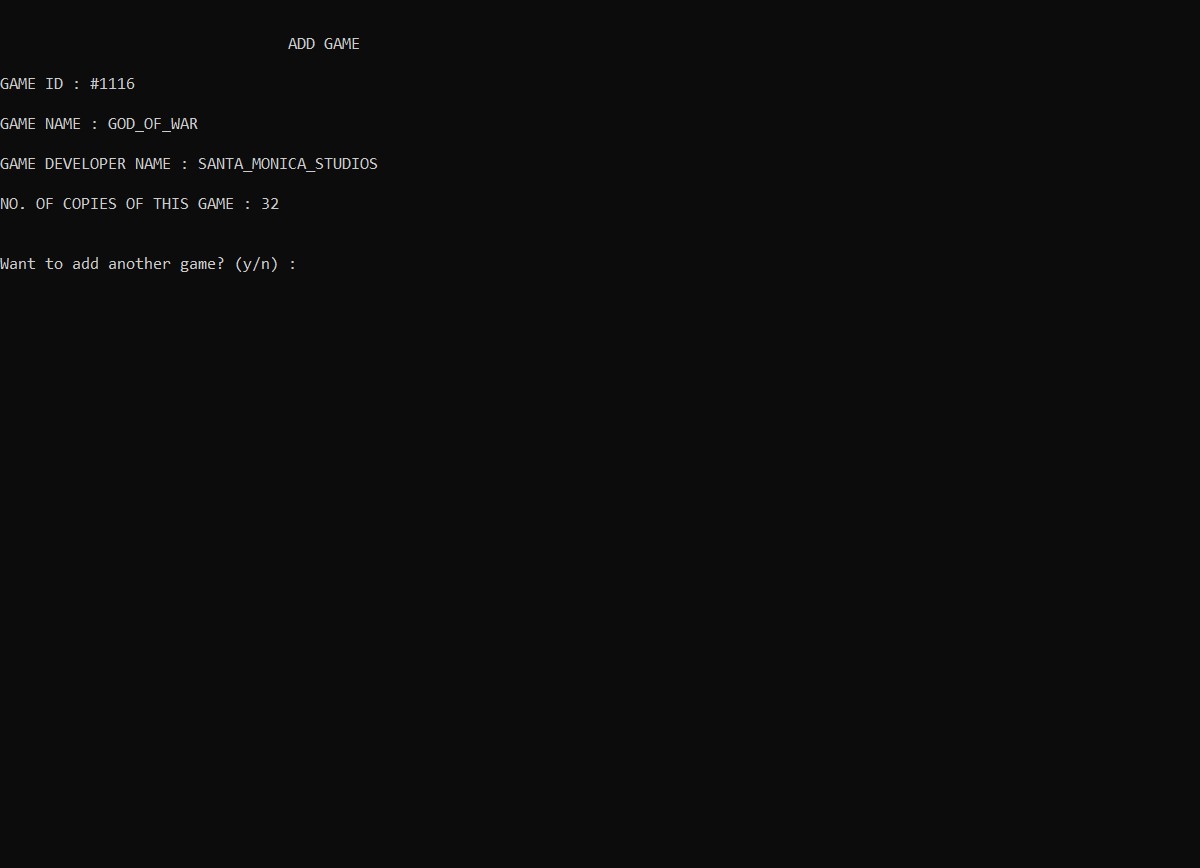 ADD GAME
GAME ID : #1116
GAME NAME : GOD_OF_WAR
GAME DEVELOPER NAME : SANTA_MONICA_STUDIOS
NO. OF COPIES OF THIS GAME : 32
Want to add another game? (y/n) :